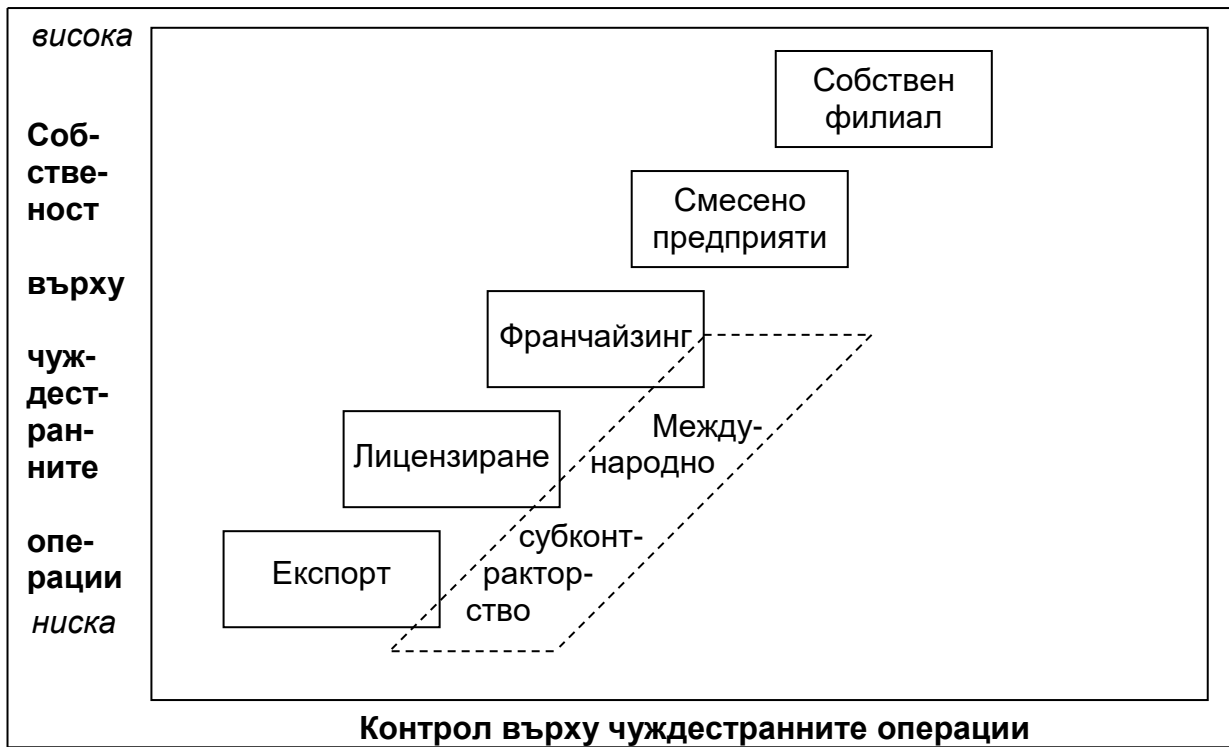 висока
Соб-
стве-
ност
върху
чуж-
дест-
ран-
ните
опе-
рации
ниска
Собствен
филиал
Смесено
предприяти
Франчайзинг
Между-
народно
Лицензиране
субконт-
рактор-
ство
Експорт
Контрол върху чуждестранните операции